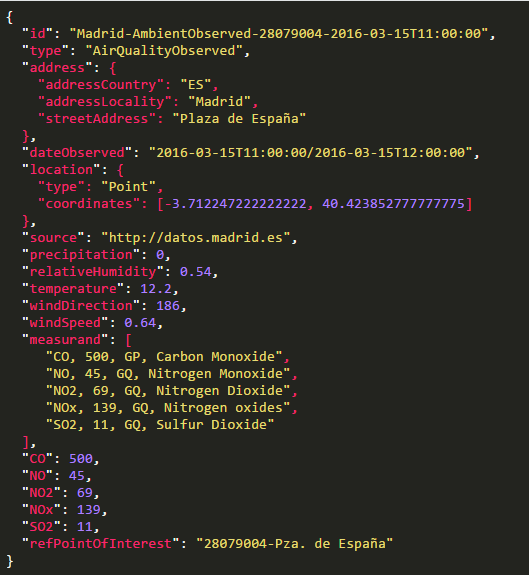 {
  "id": "Madrid-AmbientObserved-28079004-2016-03-15T11:00:00",
  "type": "AirQualityObserved",
  "address": {
    "addressCountry": "ES",
    "addressLocality": "Madrid",
    "streetAddress": "Plaza de España"
  },
  "dateObserved": "2016-03-15T11:00:00/2016-03-15T12:00:00",
  "location": {
    "type": "Point",
    "coordinates": [-3.712247222222222, 40.423852777777775]
  },
  "source": "http://datos.madrid.es",
  "precipitation": 0,
  "relativeHumidity": 0.54,
  "temperature": 12.2,
  "windDirection": 186,
  "windSpeed": 0.64,
  "measurand": [
     "CO, 500, GP, Carbon Monoxide",
     "NO, 45, GQ, Nitrogen Monoxide",
     "NO2, 69, GQ, Nitrogen Dioxide",
     "NOx, 139, GQ, Nitrogen oxides",
     "SO2, 11, GQ, Sulfur Dioxide"
  ],
  "CO": 500,
  "NO": 45,
  "NO2": 69,
  "NOx": 139,
  "SO2": 11,
  "refPointOfInterest": "28079004-Pza. de España"
}